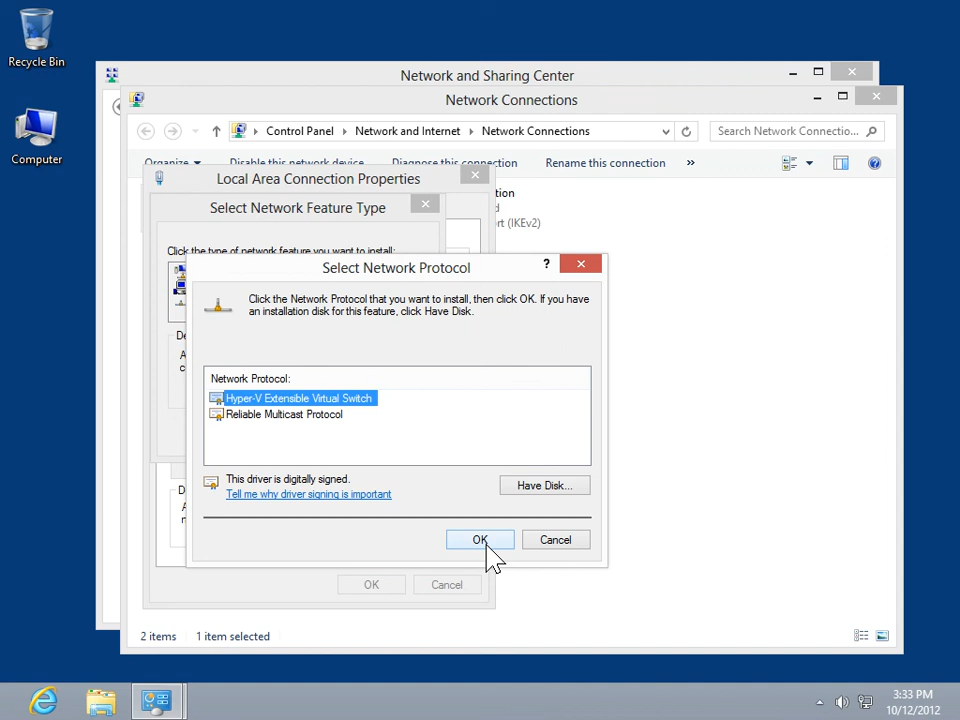 Recycle Bin
Computer
Network and Sharing Center
Network Connections
Control Panel
Network and Internet
Network Connections
Search Network Connectio...
Organize
Disable this network device
Diagnose this connection
Rename this connection
»
Local Area Connection Properties
tion
d
rt (IKEv2)
Select Network Feature Type
Click the type of network feature you want to install:
De
A
c
Select Network Protocol
?
Click the Network Protocol that you want to install, then click OK. If you have
an installation disk for this feature, click Have Disk.
Network Protocol:
Hyper-V Extensible Virtual Switch
Reliable Multicast Protocol
This driver is digitally signed.
Tell me why driver signing is important
Have Disk...
OK
Cancel
D
OK
Cancel
2 items
1 item selected
3:33 PM
10/12/2012